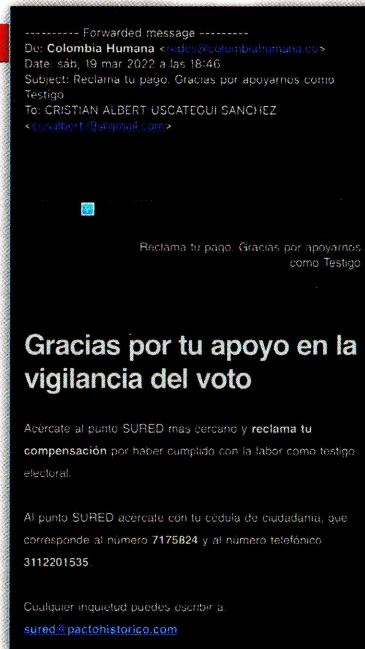 ---------- Forwarded message ---------
De: Colombia Humana <redes@colombiahumana.co>
Date: sáb, 19 mar 2022 a las 18:46
Subject: Reclama tu pago. Gracias por apoyarnos como
Testigo
To: CRISTIAN ALBERT USCATEGUI SANCHEZ
Reclama tu pago. Gracias por apoyarnos
como Testigo
Gracias por tu apoyo en la
vigilancia del voto
Acércate al punto SURED más cercano y reclama tu
compensación por haber cumplido con la labor como testigo
electoral.
Al punto SURED acércate con tu cédula de ciudadanía, que
corresponde al número 7175824 y al número telefónico
3112201535.
Cualquier inquietud puedes escribir a:
sured@pactohistorico.com